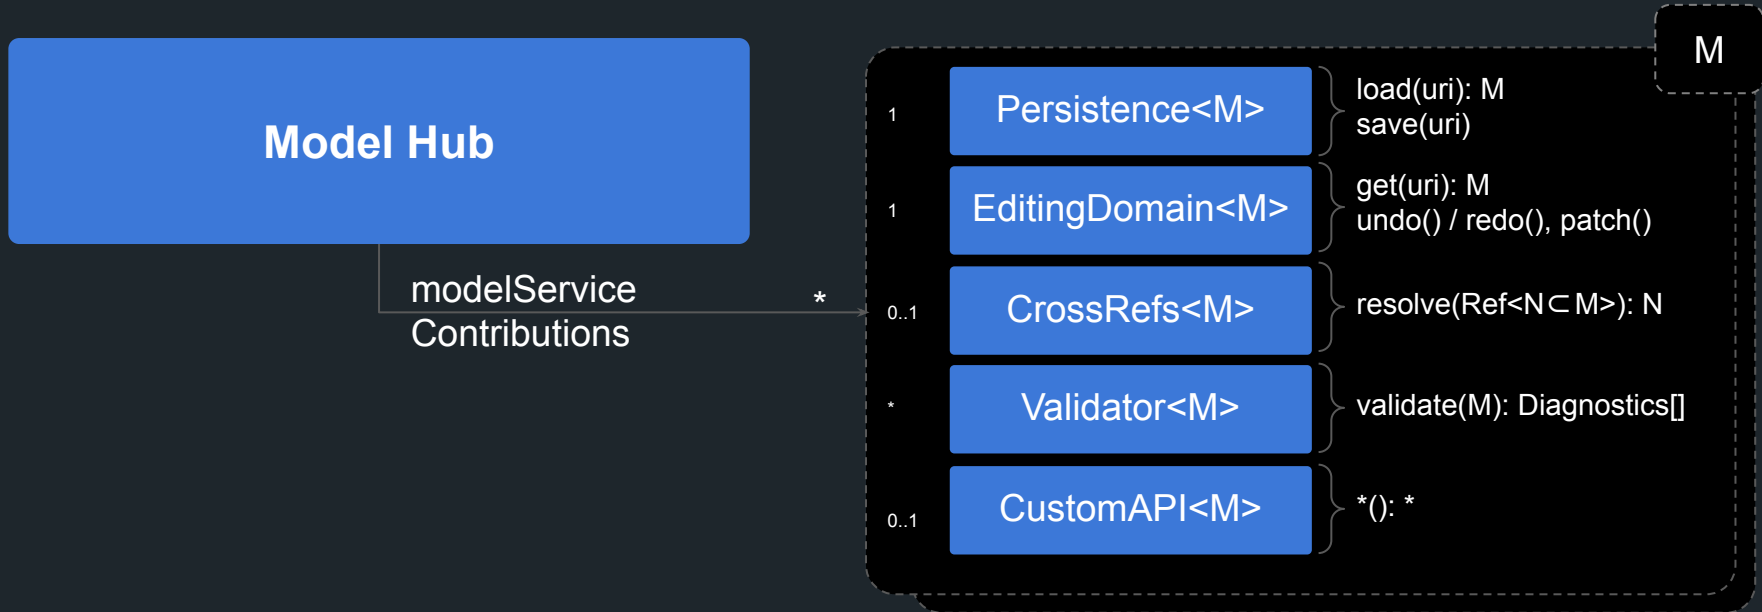 Model Hub
modelService
Contributions
*
M
1
Persistence<M>
load(uri): M
save(uri)
1
EditingDomain<M>
get(uri): M
undo() / redo(), patch()
0..1
CrossRefs<M>
resolve(Ref<N⊂M>): N
*
Validator<M>
validate(M): Diagnostics[]
0..1
CustomAPI<M>
*(): *